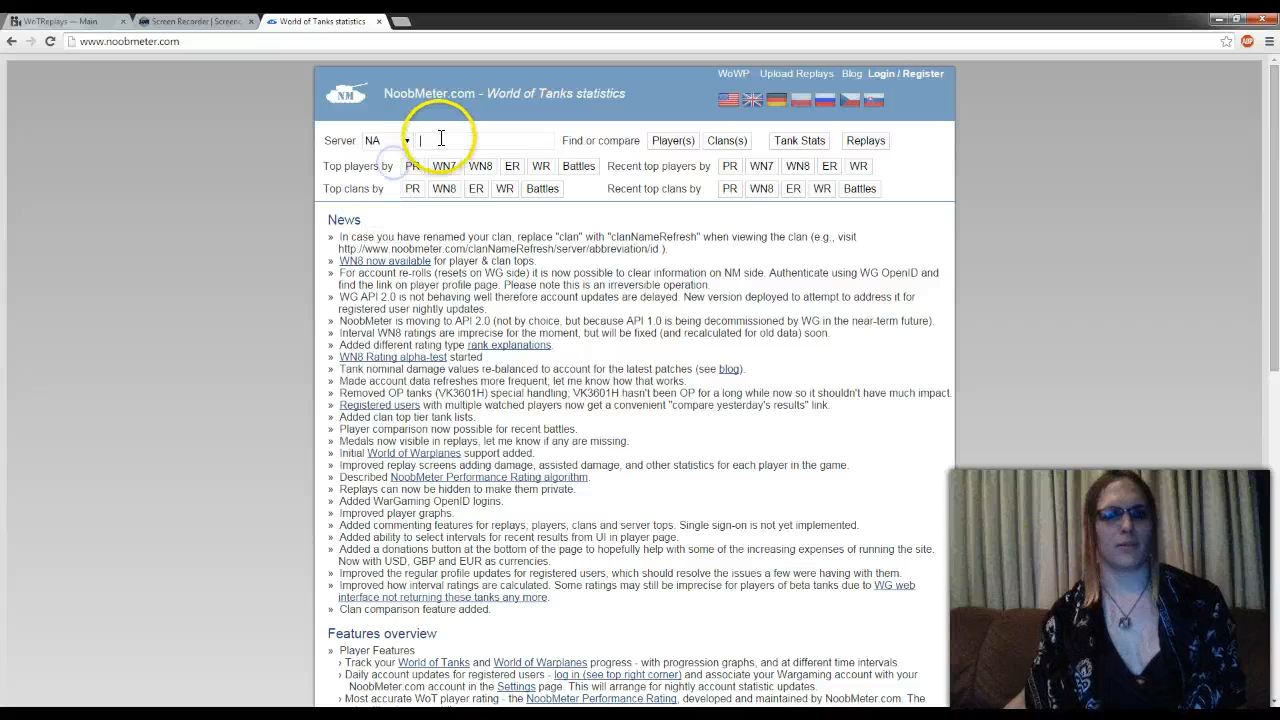 WoTReplays — Main
Screen Recorder | Screenc
World of Tanks statistics
www.noobmeter.com
ABP
WoWP Upload Replays Blog Login / Register
NM
NoobMeter.com - World of Tanks statistics
Server NA Find or compare Player(s) Clans(s) Tank Stats Replays
Top players by PR WN7 WN8 ER WR Battles Recent top players by PR WN7 WN8 ER WR
Top clans by PR WN8 ER WR Battles Recent top clans by PR WN8 ER WR Battles
News
» In case you have renamed your clan, replace "clan" with "clanNameRefresh" when viewing the clan (e.g., visit
http://www.noobmeter.com/clanNameRefresh/server/abbreviation/id ).
» WN8 now available for player & clan tops.
» For account re-rolls (resets on WG side) it is now possible to clear information on NM side. Authenticate using WG OpenID and
find the link on player profile page. Please note this is an irreversible operation.
» WG API 2.0 is not behaving well therefore account updates are delayed. New version deployed to attempt to address it for
registered user nightly updates.
» NoobMeter is moving to API 2.0 (not by choice, but because API 1.0 is being decommissioned by WG in the near-term future).
» Interval WN8 ratings are imprecise for the moment, but will be fixed (and recalculated for old data) soon.
» Added different rating type rank explanations.
» WN8 Rating alpha-test started
» Tank nominal damage values re-balanced to account for the latest patches (see blog).
» Made account data refreshes more frequent; let me know how that works.
» Removed OP tanks (VK3601H) special handling, VK3601H hasn't been OP for a long while now so it shouldn't have much impact.
» Registered users with multiple watched players now get a convenient "compare yesterday's results" link.
» Added clan top tier tank lists.
» Player comparison now possible for recent battles.
» Medals now visible in replays, let me know if any are missing.
» Initial World of Warplanes support added.
» Improved replay screens adding damage, assisted damage, and other statistics for each player in the game.
» Described NoobMeter Performance Rating algorithm.
» Replays can now be hidden to make them private.
» Added WarGaming OpenID logins.
» Improved player graphs.
» Added commenting features for replays, players, clans and server tops. Single sign-on is not yet implemented.
» Added ability to select intervals for recent results from UI in player page.
» Added a donations button at the bottom of the page to hopefully help with some of the increasing expenses of running the site.
Now with USD, GBP and EUR as currencies.
» Improved the regular profile updates for registered users, which should resolve the issues a few were having with them.
» Improved how interval ratings are calculated. Some ratings may still be imprecise for players of beta tanks due to WG web
interface not returning these tanks any more.
» Clan comparison feature added.
Features overview
» Player Features
› Track your World of Tanks and World of Warplanes progress - with progression graphs, and at different time intervals.
› Daily account updates for registered users - log in (see top right corner) and associate your Wargaming account with your
NoobMeter.com account in the Settings page. This will arrange for nightly account statistic updates.
› Most accurate WoT player rating - the NoobMeter Performance Rating, developed and maintained by NoobMeter.com. The